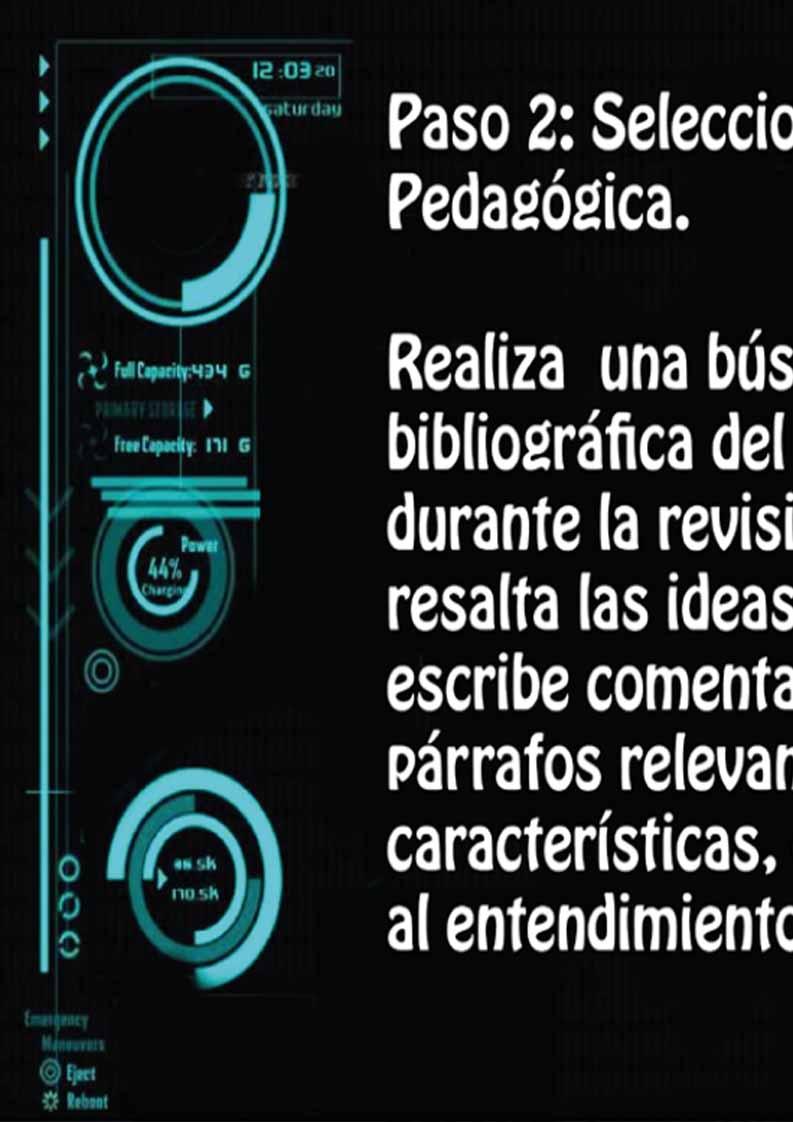 12:03 20
saturday
Full Capacity:434 G
PRIMARY STORAGE
Free Capacity: 171 G
Power
44%
Charging
170.5k
Emergency
Maneuvers
Eject
Reboot
Paso 2: Seleccio
Pedagógica.
Realiza una bús
bibliográfica del
durante la revisi
resalta las ideas
escribe comenta
párrafos relevan
características,
al entendimiento